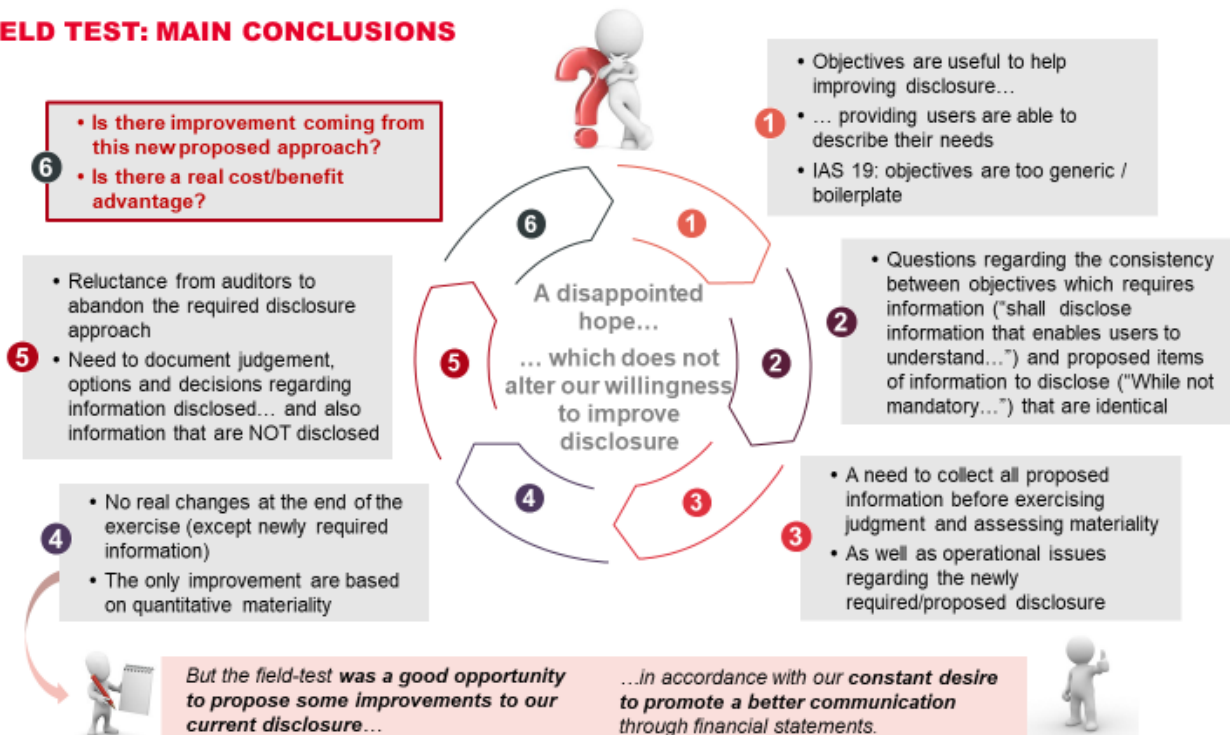 ELD TEST: MAIN CONCLUSIONS
1
• Objectives are useful to help
improving disclosure…
• … providing users are able to
describe their needs
• IAS 19: objectives are too generic /
boilerplate
2
• Questions regarding the consistency
between objectives which requires
information (“shall disclose
information that enables users to
understand…”) and proposed items
of information to disclose (“While not
mandatory…”) that are identical
3
• A need to collect all proposed
information before exercising
judgment and assessing materiality
• As well as operational issues
regarding the newly
required/proposed disclosure
4
• No real changes at the end of the
exercise (except newly required
information)
• The only improvement are based
on quantitative materiality
5
• Reluctance from auditors to
abandon the required disclosure
approach
• Need to document judgement,
options and decisions regarding
information disclosed… and also
information that are NOT disclosed
6
• Is there improvement coming from
this new proposed approach?
• Is there a real cost/benefit
advantage?
1
2
3
4
5
6
A disappointed
hope…
… which does not
alter our willingness
to improve
disclosure
But the field-test was a good opportunity
to propose some improvements to our
current disclosure…
…in accordance with our constant desire
to promote a better communication
through financial statements.